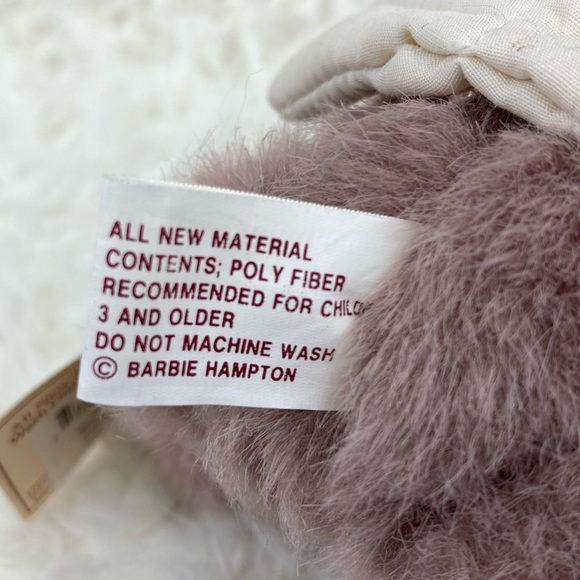 ALL NEW MATERIAL
CONTENTS; POLY FIBER
RECOMMENDED FOR
3 AND OLDER
DO NOT MACHINE WASH
© BARBIE HAMPTON